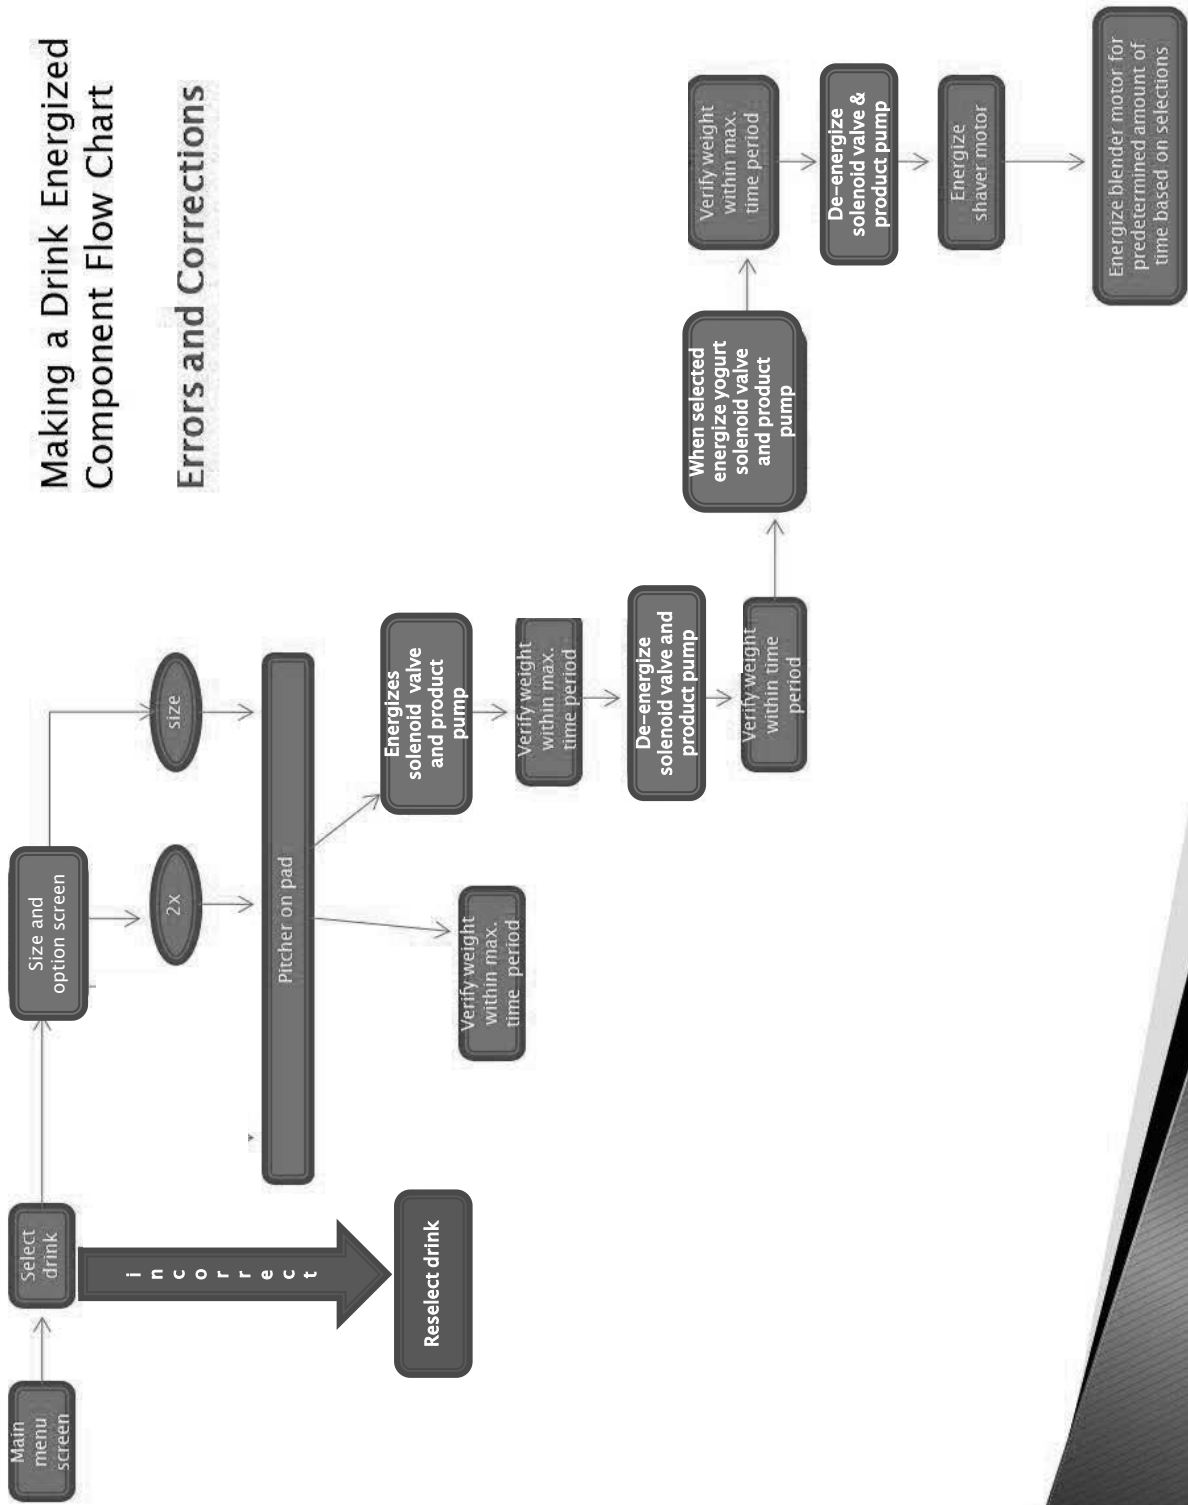 Making a Drink Energized
Component Flow Chart
Errors and Corrections
Main
menu
screen
Select
drink
incorrect
Reselect drink
Size and
option screen
2x
size
Pitcher on pad
Verify weight
within max.
time period
Energizes
solenoid valve
and product
pump
Verify weight
within max.
time period
De-energize
solenoid valve and
product pump
Verify weight
within time
period
When selected
energize yogurt
solenoid valve
and product
pump
Verify weight
within max.
time period
De-energize
solenoid valve &
product pump
Energize
shaver motor
Energize blender motor for
predetermined amount of
time based on selections